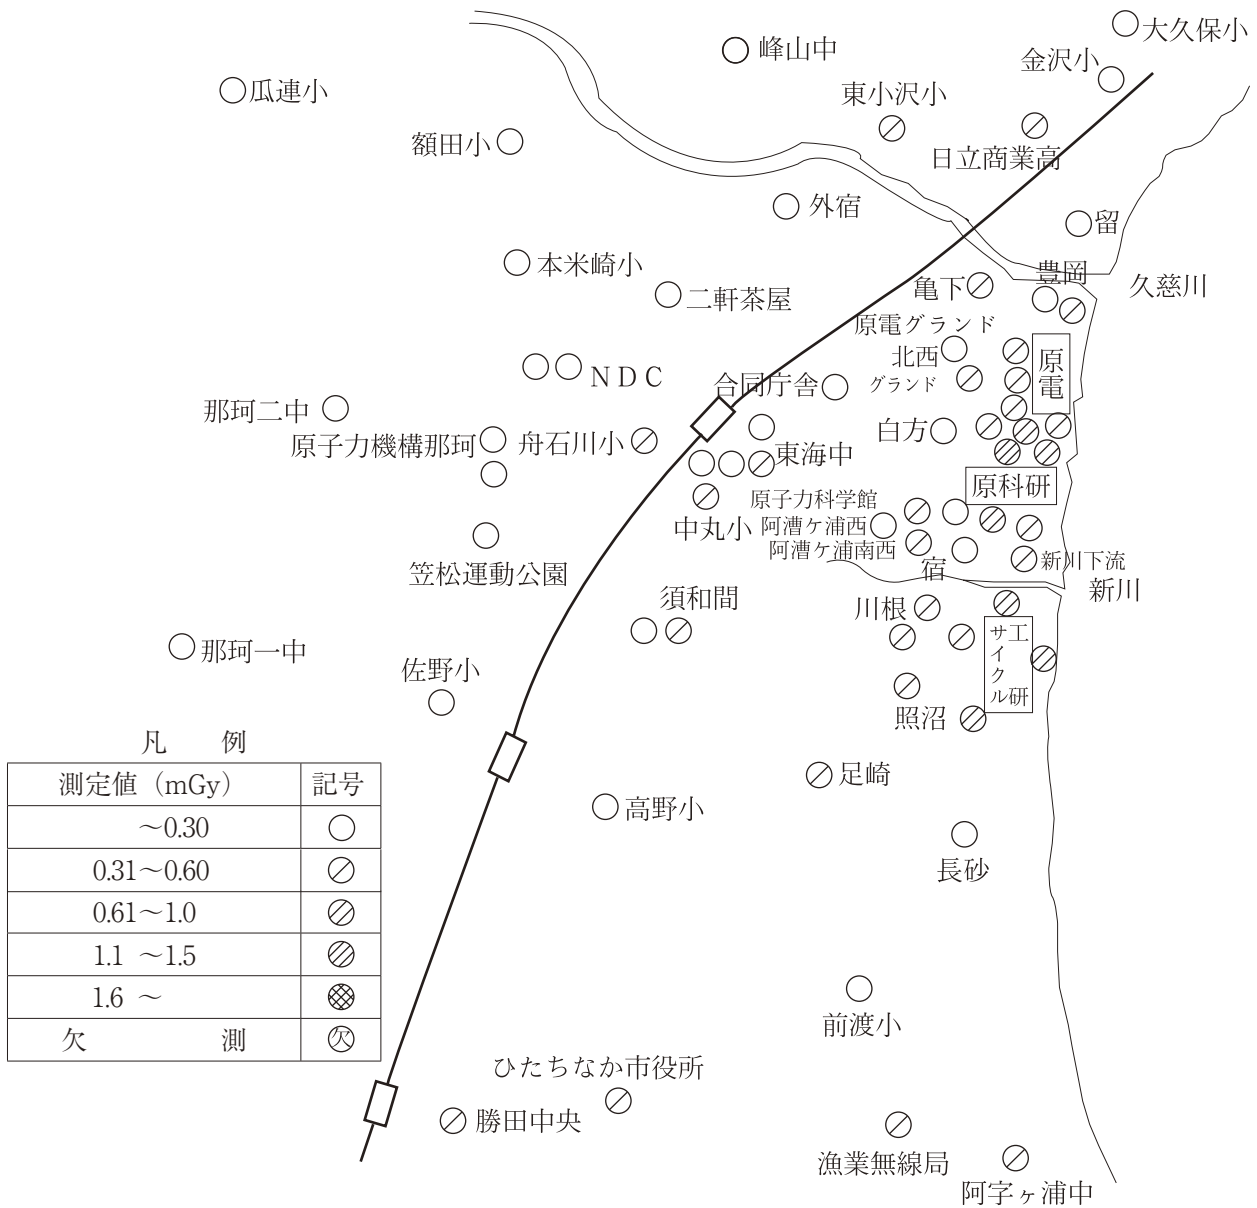 大久保小
峰山中
金沢小
瓜連小
東小沢小
額田小
日立商業高
外宿
留
本米崎小
豊岡
二軒茶屋
亀下
久慈川
原電グランド
北西
原電
NDC
合同庁舎
グランド
那珂二中
白方
原子力機構那珂
舟石川小
東海中
原科研
原子力科学館
中丸小
阿漕ケ浦西
阿漕ケ浦南西
新川下流
宿
笠松運動公園
新川
須和間
川根
サイクル工研
那珂一中
佐野小
照沼
凡 例
測定値 (mGy) 記号
~0.30
0.31~0.60
0.61~1.0
1.1 ~1.5
1.6 ~
欠 測 欠
足崎
高野小
長砂
前渡小
ひたちなか市役所
勝田中央
漁業無線局
阿字ヶ浦中